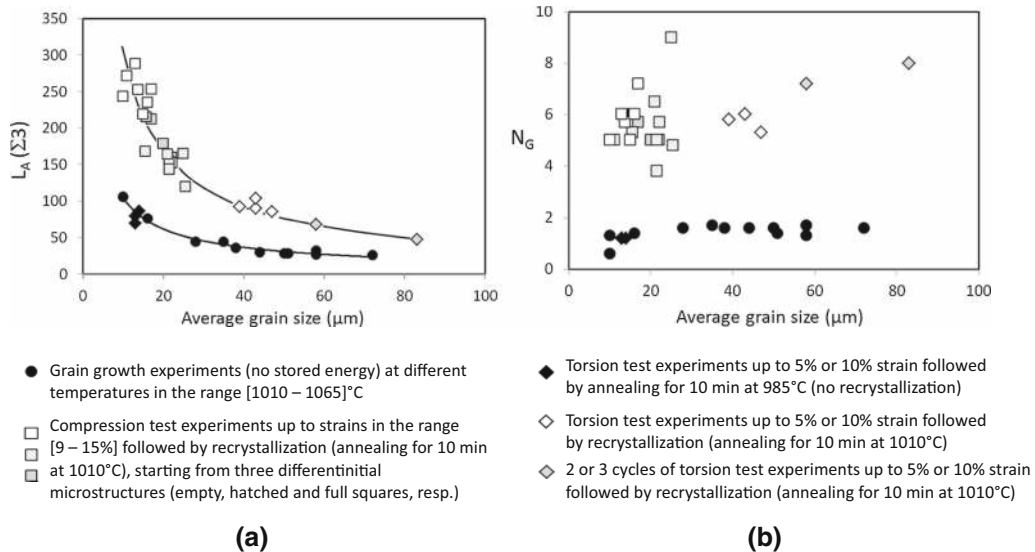 350
300
250
200
150
100
50
0
L_A (Σ3)
0 20 40 60 80 100
Average grain size (μm)
10
8
6
4
2
0
N_G
0 20 40 60 80 100
Average grain size (μm)
Grain growth experiments (no stored energy) at different
temperatures in the range [1010 – 1065]°C
Compression test experiments up to strains in the range
[9 – 15%] followed by recrystallization (annealing for 10 min
at 1010°C), starting from three differentinitial
microstructures (empty, hatched and full squares, resp.)
(a)
Torsion test experiments up to 5% or 10% strain followed
by annealing for 10 min at 985°C (no recrystallization)
Torsion test experiments up to 5% or 10% strain followed
by recrystallization (annealing for 10 min at 1010°C)
2 or 3 cycles of torsion test experiments up to 5% or 10% strain
followed by recrystallization (annealing for 10 min at 1010°C)
(b)